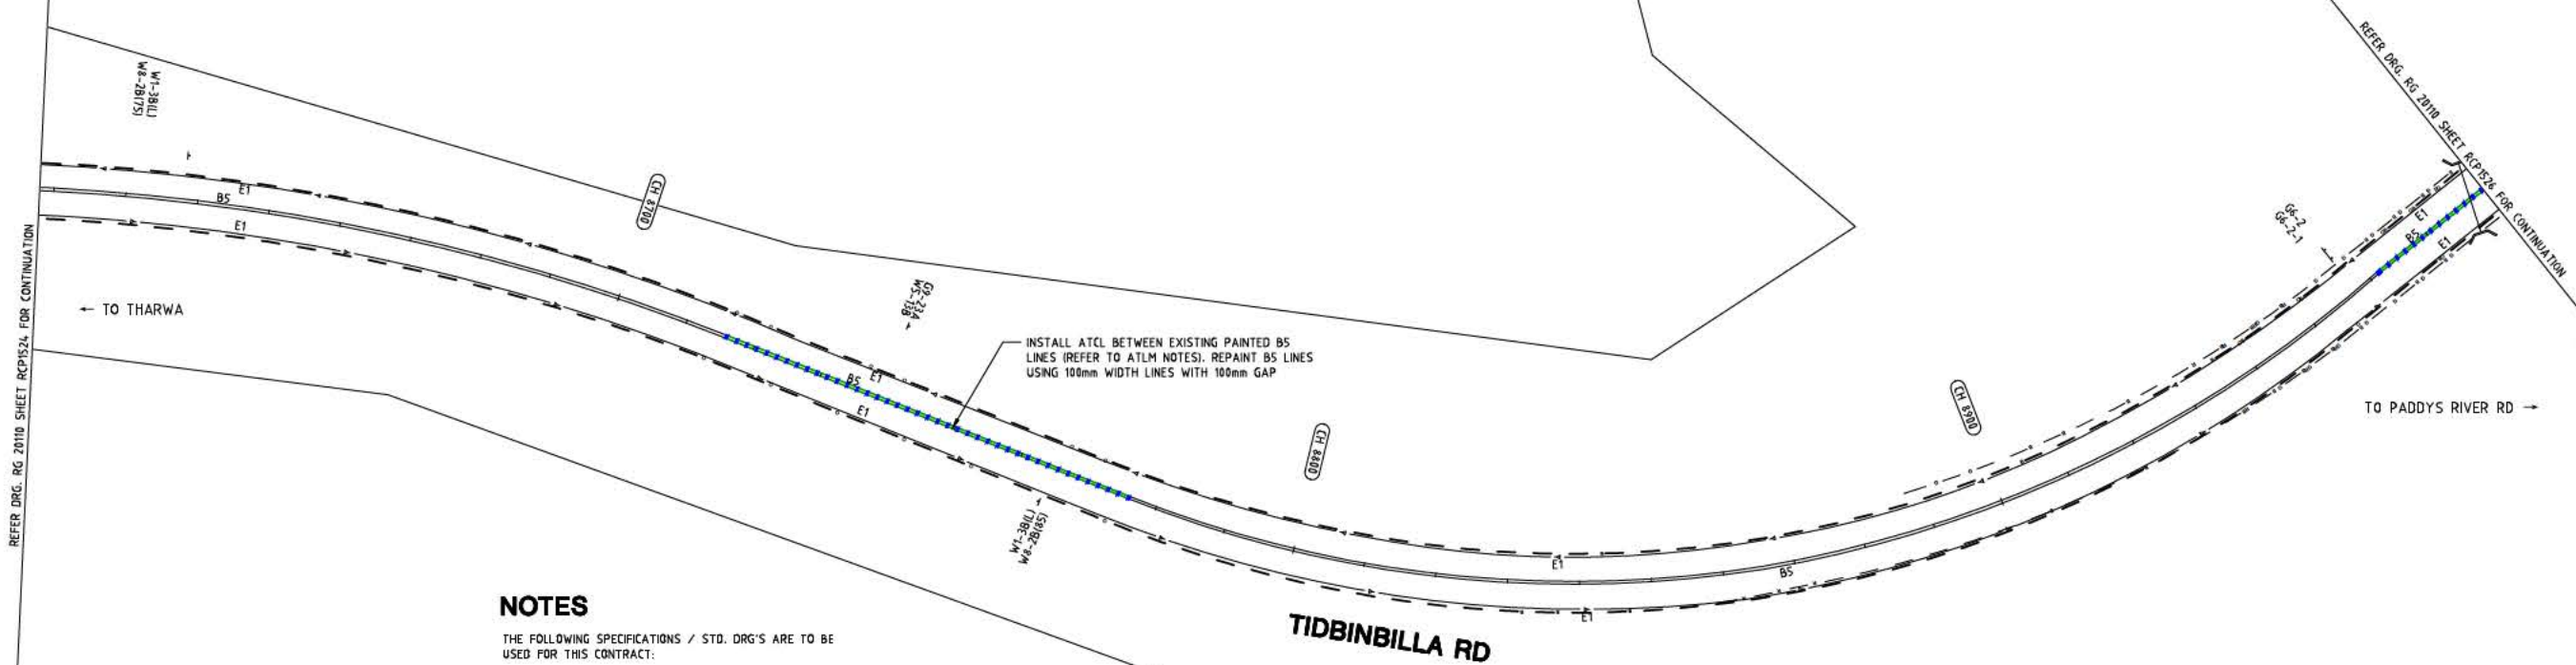 REFER DRG. RG 20110 SHEET RCP1524 FOR CONTINUATION
W1-3B(L)
W8-2B(75)
E1
B5
E1
← TO THARWA
CH 8700
G9-23A
W5-13B
INSTALL ATCL BETWEEN EXISTING PAINTED B5
LINES (REFER TO ATLM NOTES). REPAINT B5 LINES
USING 100mm WIDTH LINES WITH 100mm GAP
B5
E1
E1
W1-3B(L)
W8-2B(85)
CH 8800
E1
B5
E1
TIDBINBILLA RD
CH 8900
G6-2
G6-2-1
E1
B5
E1
REFER DRG. RG 20110 SHEET RCP1526 FOR CONTINUATION
TO PADDYS RIVER RD →
NOTES
THE FOLLOWING SPECIFICATIONS / STD. DRG'S ARE TO BE
USED FOR THIS CONTRACT: